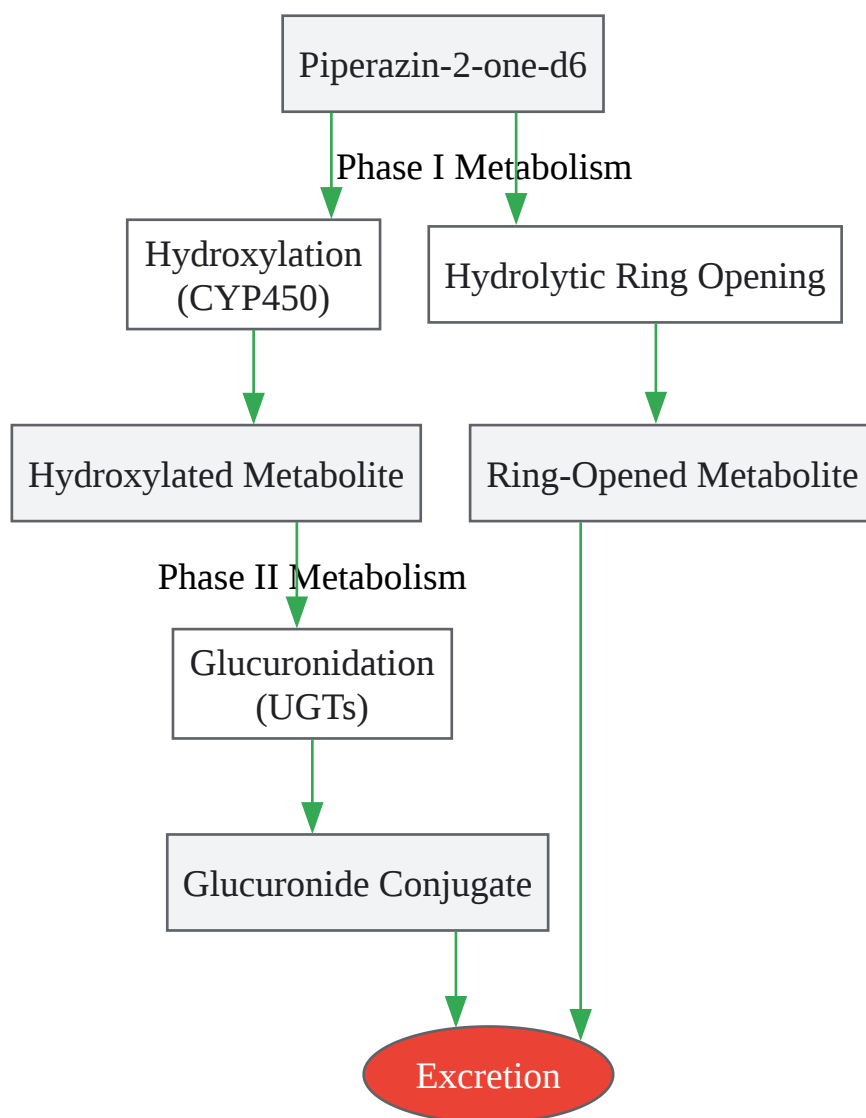 Piperazin-2-one-d6
Phase I Metabolism
Hydroxylation
(CYP450)
Hydrolytic Ring Opening
Hydroxylated Metabolite
Ring-Opened Metabolite
Phase II Metabolism
Glucuronidation
(UGTs)
Glucuronide Conjugate
Excretion